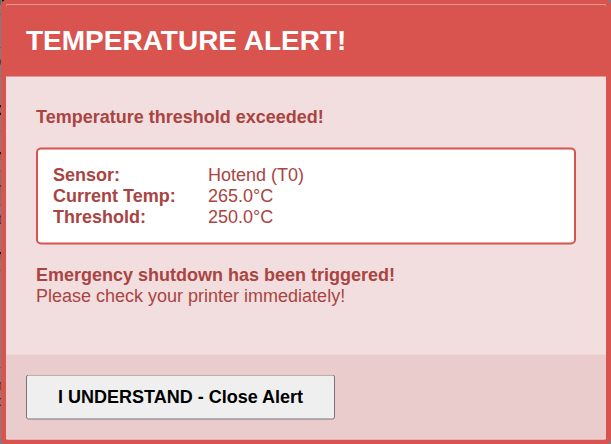 TEMPERATURE ALERT!
Temperature threshold exceeded!
Sensor: Hotend (T0)
Current Temp: 265.0°C
Threshold: 250.0°C
Emergency shutdown has been triggered!
Please check your printer immediately!
I UNDERSTAND - Close Alert